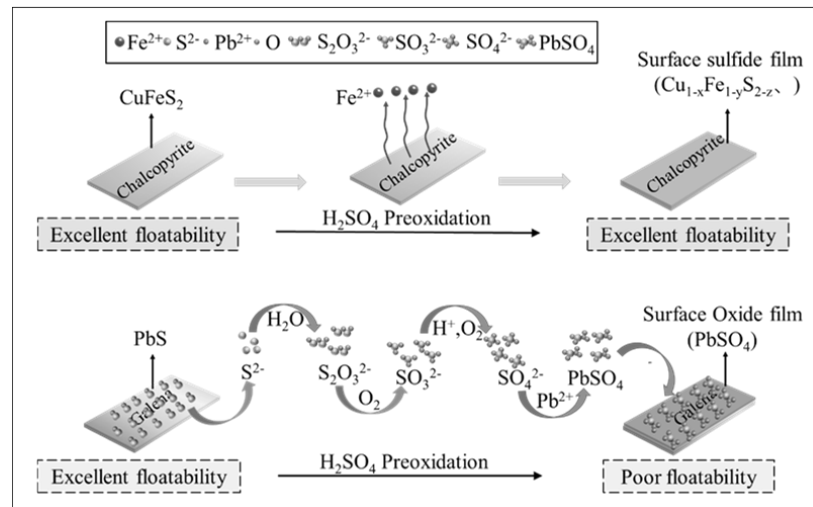 Fe²⁺ S²⁻ Pb²⁺ O S₂O₃²⁻ SO₃²⁻ SO₄²⁻ PbSO₄
CuFeS₂
Chalcopyrite
Excellent floatability
Fe²⁺
Chalcopyrite
H₂SO₄ Preoxidation
Surface sulfide film
(Cu₁₋ₓFe₁₋ᵧS₂₋z、)
Chalcopyrite
Excellent floatability
PbS
Galena
Excellent floatability
S²⁻
H₂O
S₂O₃²⁻
O₂
SO₃²⁻
H⁺,O₂
SO₄²⁻
Pb²⁺
PbSO₄
H₂SO₄ Preoxidation
Surface Oxide film
(PbSO₄)
Galena
Poor floatability